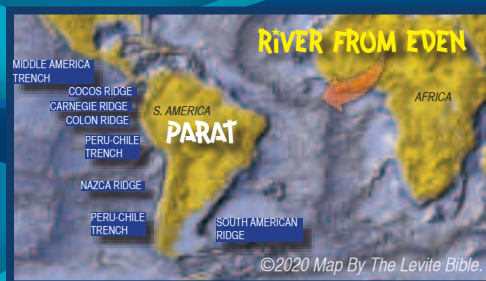 RiVER FROM EDEN
MIDDLE AMERICA
TRENCH
COCOS RIDGE
CARNEGIE RIDGE
COLON RIDGE
S. AMERICA
AFRICA
PARAT
PERU-CHILE
TRENCH
NAZCA RIDGE
PERU-CHILE
TRENCH
SOUTH AMERICAN
RIDGE
©2020 Map By The Levite Bible.